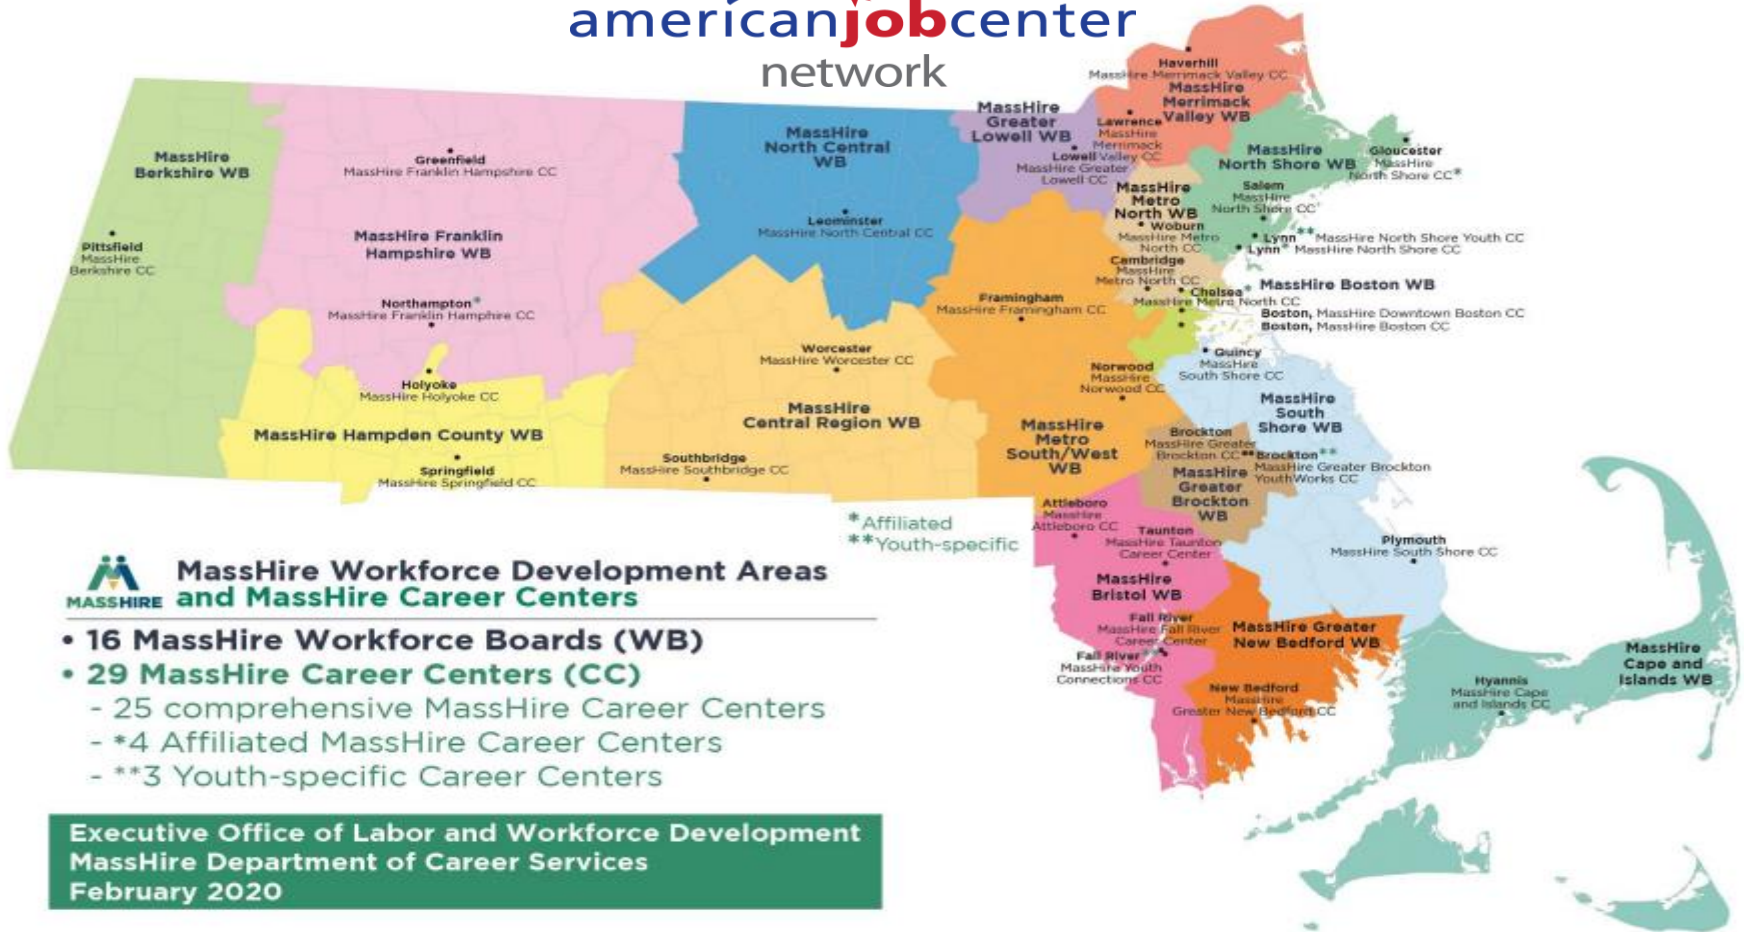 americanjobcenter
network
Haverhill
MassHire Merrimack Valley CC
MassHire
Merrimack
Valley WB
Lawrence
MassHire
Merrimack
Valley CC
MassHire
Greater
Lowell WB
Lowell
MassHire Greater
Lowell CC
MassHire
North Central
WB
Leominster
MassHire North Central CC
MassHire
Berkshire WB
Pittsfield
MassHire
Berkshire CC
Greenfield
MassHire Franklin Hampshire CC
MassHire Franklin
Hampshire WB
Northampton*
MassHire Franklin Hamphire CC
Holyoke
MassHire Holyoke CC
MassHire Hampden County WB
Springfield
MassHire Springfield CC
Worcester
MassHire Worcester CC
MassHire
Central Region WB
Southbridge
MassHire Southbridge CC
MassHire
North Shore WB
Gloucester
MassHire
North Shore CC*
Salem
MassHire
North Shore CC
Lynn** MassHire North Shore Youth CC
Lynn* MassHire North Shore CC
MassHire
Metro
North WB
Woburn
MassHire Metro
North CC
Cambridge
MassHire
Metro North CC
Chelsea*
MassHire Metro North CC
MassHire Boston WB
Boston, MassHire Downtown Boston CC
Boston, MassHire Boston CC
Framingham
MassHire Framingham CC
Norwood
MassHire
Norwood CC
MassHire
Metro
South/West
WB
Quincy
MassHire
South Shore CC
MassHire
South
Shore WB
Brockton
MassHire Greater
Brockton CC
Brockton**
MassHire Greater Brockton
YouthWorks CC
MassHire
Greater
Brockton
WB
Plymouth
MassHire South Shore CC
Attleboro
MassHire
Attleboro CC
Taunton
MassHire Taunton
Career Center
MassHire
Bristol WB
Fall River
MassHire Fall River
Career Center
Fall River**
MassHire Youth
Connections CC
MassHire Greater
New Bedford WB
New Bedford
MassHire
Greater New Bedford CC
MassHire
Cape and
Islands WB
Hyannis
MassHire Cape
and Islands CC
*Affiliated
**Youth-specific
MASSHIRE
MassHire Workforce Development Areas
and MassHire Career Centers
• 16 MassHire Workforce Boards (WB)
• 29 MassHire Career Centers (CC)
- 25 comprehensive MassHire Career Centers
- *4 Affiliated MassHire Career Centers
- **3 Youth-specific Career Centers
Executive Office of Labor and Workforce Development
MassHire Department of Career Services
February 2020